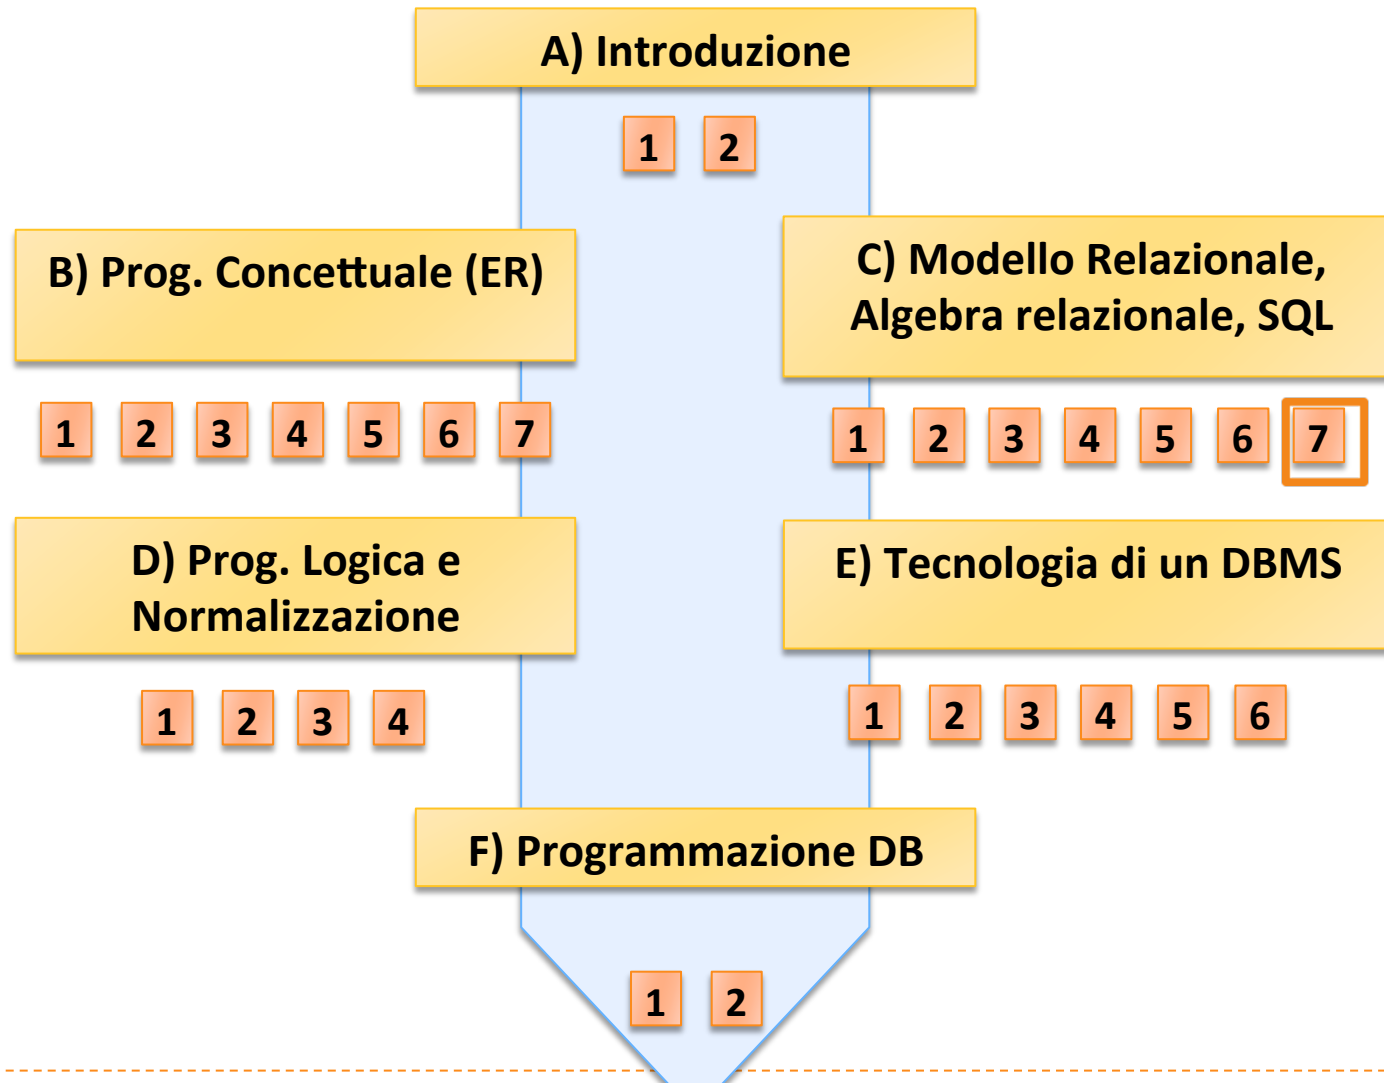 A) Introduzione
1 2
B) Prog. Concettuale (ER)
1 2 3 4 5 6 7
C) Modello Relazionale,
Algebra relazionale, SQL
1 2 3 4 5 6 7
D) Prog. Logica e
Normalizzazione
1 2 3 4
E) Tecnologia di un DBMS
1 2 3 4 5 6
F) Programmazione DB
1 2